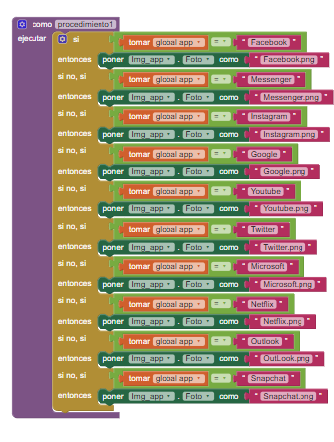 como procedimiento1
ejecutar si tomar global app = " Facebook "
entonces poner Img_app . Foto como " Facebook.png "
si no, si tomar global app = " Messenger "
entonces poner Img_app . Foto como " Messenger.png "
si no, si tomar global app = " Instagram "
entonces poner Img_app . Foto como " Instagram.png "
si no, si tomar global app = " Google "
entonces poner Img_app . Foto como " Google.png "
si no, si tomar global app = " Youtube "
entonces poner Img_app . Foto como " Youtube.png "
si no, si tomar global app = " Twitter "
entonces poner Img_app . Foto como " Twitter.png "
si no, si tomar global app = " Microsoft "
entonces poner Img_app . Foto como " Microsoft.png "
si no, si tomar global app = " Netflix "
entonces poner Img_app . Foto como " Netflix.png "
si no, si tomar global app = " Outlook "
entonces poner Img_app . Foto como " OutLook.png "
si no, si tomar global app = " Snapchat "
entonces poner Img_app . Foto como " Snapchat.png "